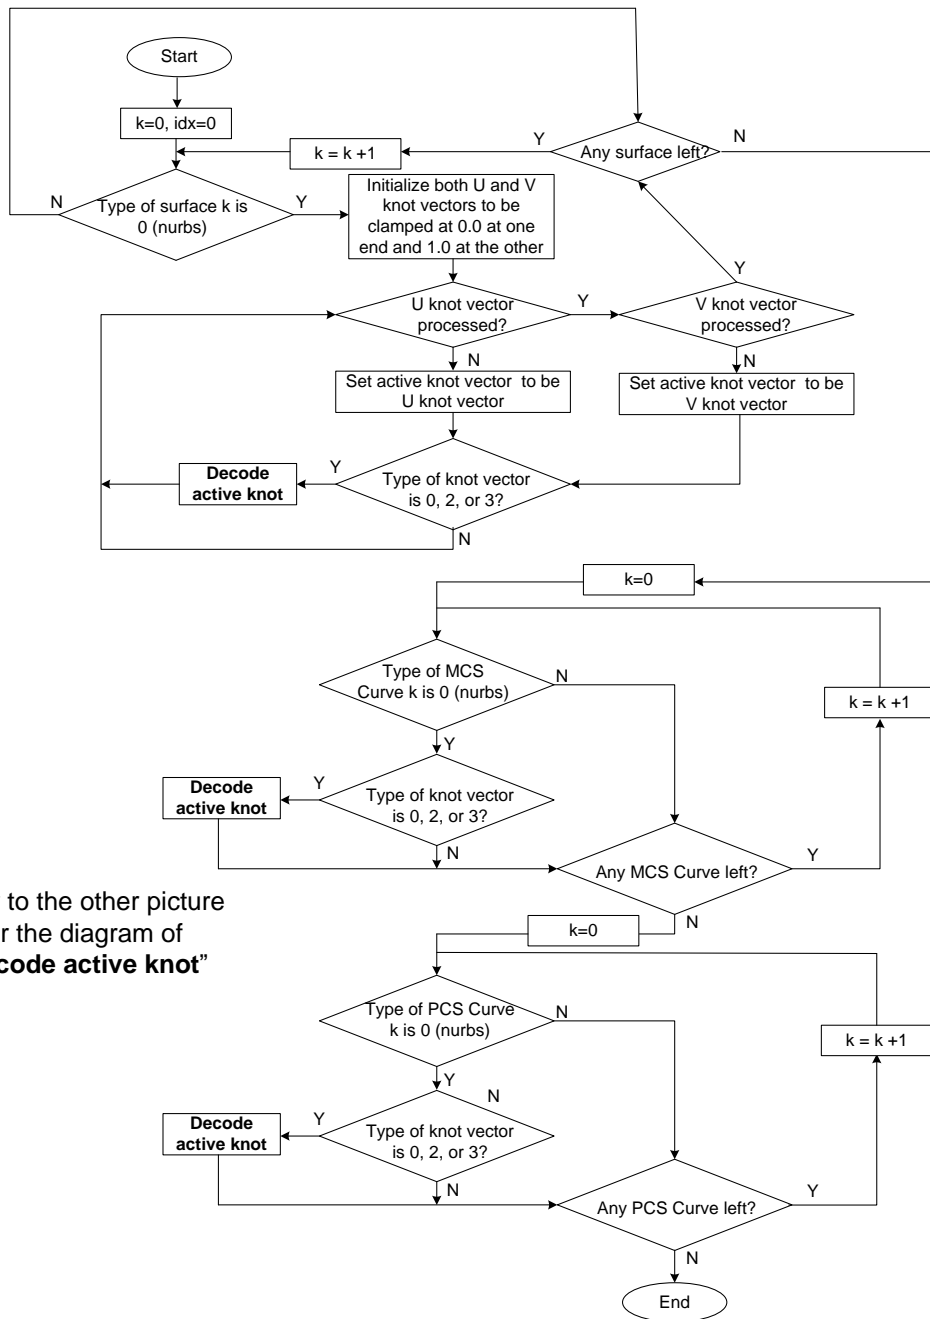 Start
k=0, idx=0
Y
N
k = k +1
Any surface left?
N
Type of surface k is
0 (nurbs)
Y
Initialize both U and V
knot vectors to be
clamped at 0.0 at one
end and 1.0 at the other
Y
U knot vector
processed?
Y
V knot vector
processed?
N
N
Set active knot vector to be
U knot vector
Set active knot vector to be
V knot vector
Decode
active knot
Y
Type of knot vector
is 0, 2, or 3?
N
k=0
Type of MCS
Curve k is 0 (nurbs)
N
k = k +1
Y
Decode
active knot
Y
Type of knot vector
is 0, 2, or 3?
N
Any MCS Curve left?
Y
to the other picture
r the diagram of
code active knot”
N
k=0
Type of PCS Curve
k is 0 (nurbs)
N
k = k +1
Y
N
Decode
active knot
Y
Type of knot vector
is 0, 2, or 3?
N
Any PCS Curve left?
Y
N
End